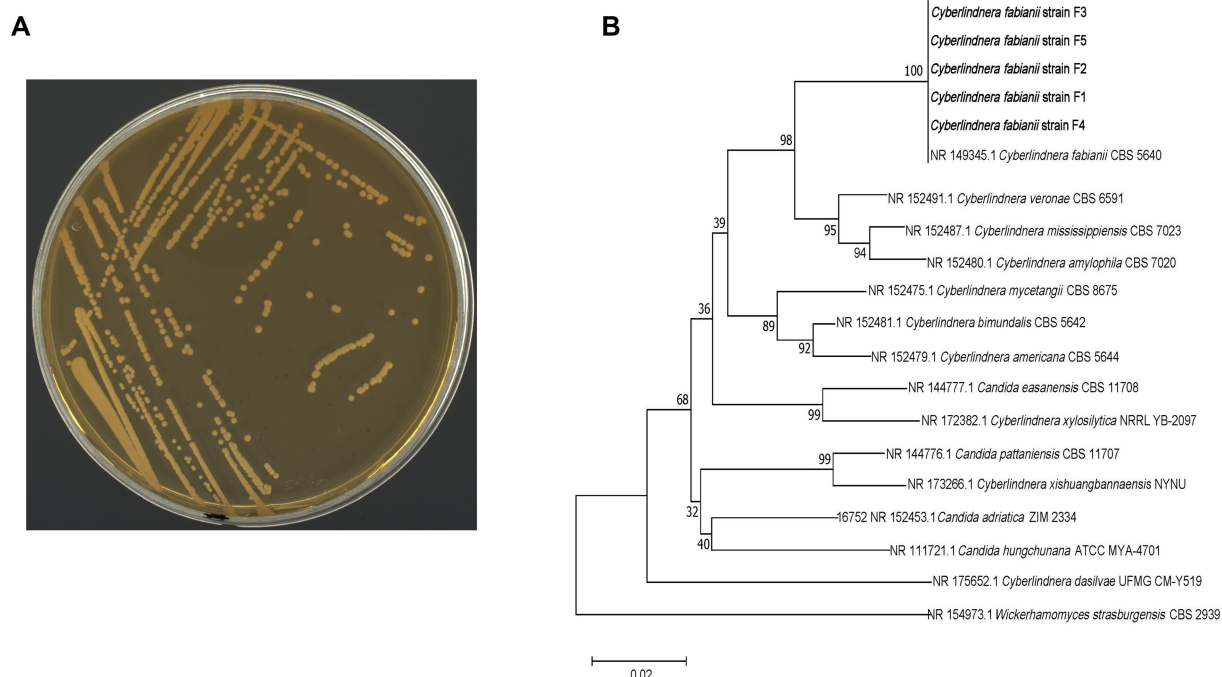 A
B
Cyberlindnera fabianii strain F3
Cyberlindnera fabianii strain F5
Cyberlindnera fabianii strain F2
100
Cyberlindnera fabianii strain F1
Cyberlindnera fabianii strain F4
98
NR 149345.1 Cyberlindnera fabianii CBS 5640
NR 152491.1 Cyberlindnera veronae CBS 6591
39
95
NR 152487.1 Cyberlindnera mississippiensis CBS 7023
94
NR 152480.1 Cyberlindnera amylophila CBS 7020
NR 152475.1 Cyberlindnera mycetangii CBS 8675
36
89
NR 152481.1 Cyberlindnera bimundalis CBS 5642
92
NR 152479.1 Cyberlindnera americana CBS 5644
NR 144777.1 Candida easanensis CBS 11708
68
99
NR 172382.1 Cyberlindnera xylosilytica NRRL YB-2097
99
NR 144776.1 Candida pattaniensis CBS 11707
NR 173266.1 Cyberlindnera xishuangbannaensis NYNU
32
16752 NR 152453.1 Candida adriatica ZIM 2334
40
NR 111721.1 Candida hungchunana ATCC MYA-4701
NR 175652.1 Cyberlindnera dasilvae UFMG CM-Y519
NR 154973.1 Wickerhamomyces strasburgensis CBS 2939
0.02